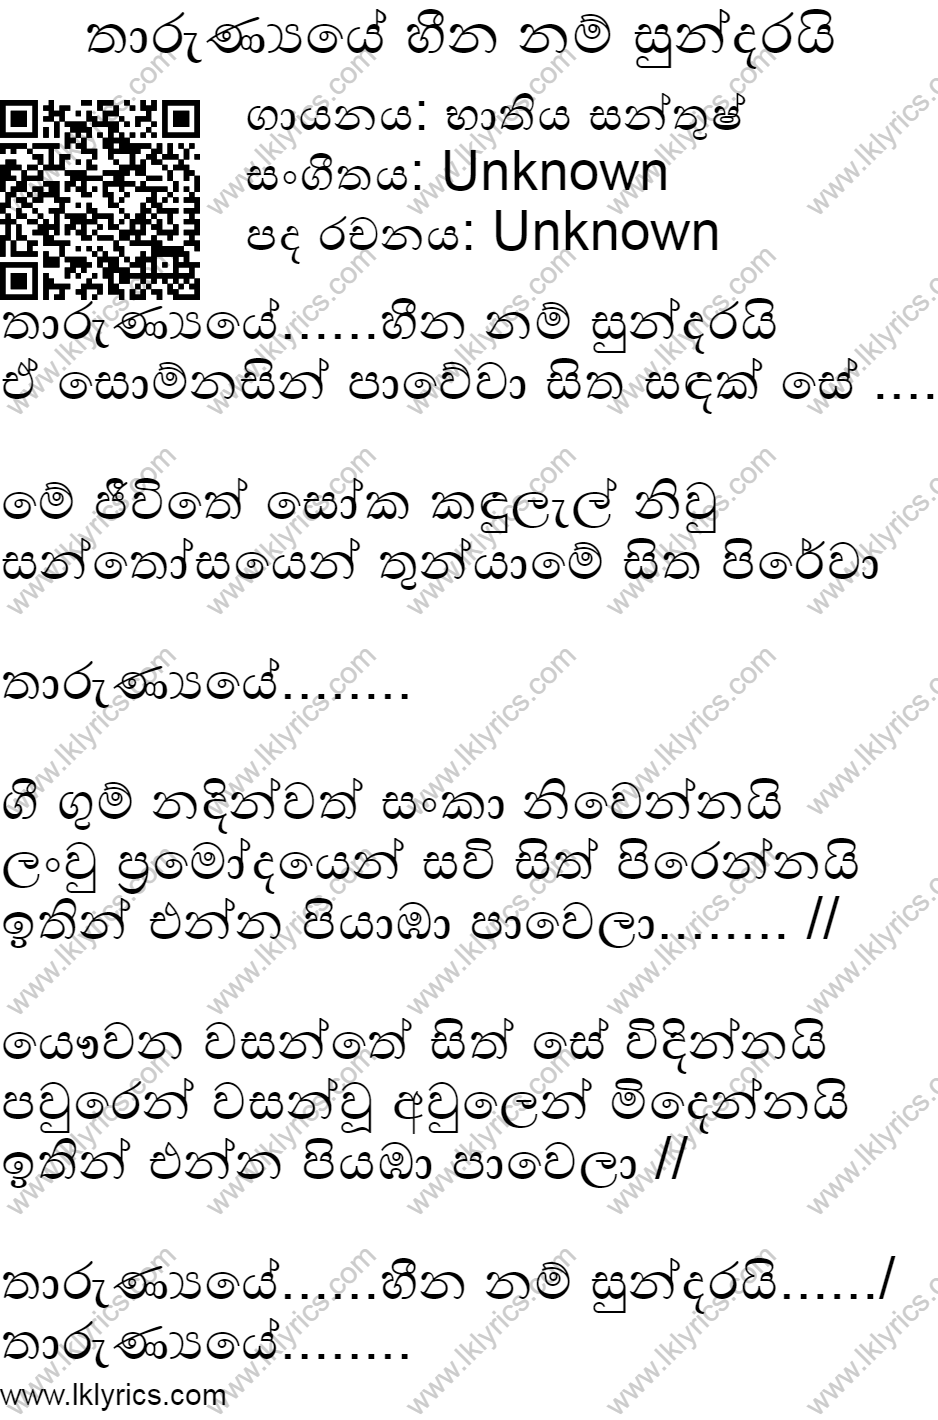 තාරුණ්‍යයේ හීන නම් සුන්දරයි
ගායනය: භාතිය සන්තුෂ්
සංගීතය: Unknown
පද රචනය: Unknown
තාරුණ්‍යයේ......හීන නම් සුන්දරයි
ඒ සොම්නසින් පාවේවා සිත සඳක් සේ ....
මේ ජීවිතේ සෝක කඳුලැල් නිවු
සන්තෝසයෙන් තුන්යාමේ සිත පිරේවා
තාරුණ්‍යයේ........
ගී ගුම් නදින්වත් සංකා නිවෙන්නයි
ලංවු ප්‍රමෝදයෙන් සවි සිත් පිරෙන්නයි
ඉතින් එන්න පියාඹා පාවෙලා........ //
යෞවන වසන්තේ සිත් සේ විදින්නයි
පවුරෙන් වසන්වූ අවුලෙන් මිදෙන්නයි
ඉතින් එන්න පියඹා පාවෙලා //
තාරුණ්‍යයේ......හීන නම් සුන්දරයි....../
තාරුණ්‍යයේ........
www.lklyrics.com